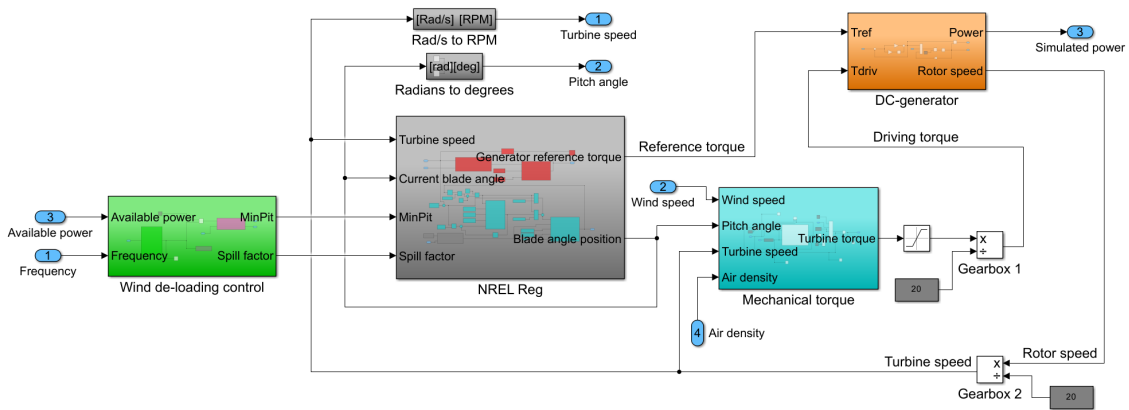 [Rad/s] [RPM]
Rad/s to RPM
1
Turbine speed
[rad][deg]
Radians to degrees
2
Pitch angle
Tref
Power
Tdriv
Rotor speed
DC-generator
3
Simulated power
Driving torque
Turbine speed
Generator reference torque
Current blade angle
MinPit
Blade angle position
Spill factor
NREL Reg
Reference torque
3
Available power
1
Frequency
Available power
MinPit
Frequency
Spill factor
Wind de-loading control
2
Wind speed
Wind speed
Pitch angle
Turbine torque
Turbine speed
Air density
Mechanical torque
4
Air density
x
÷
Gearbox 1
20
Turbine speed
Rotor speed
x
÷
Gearbox 2
20